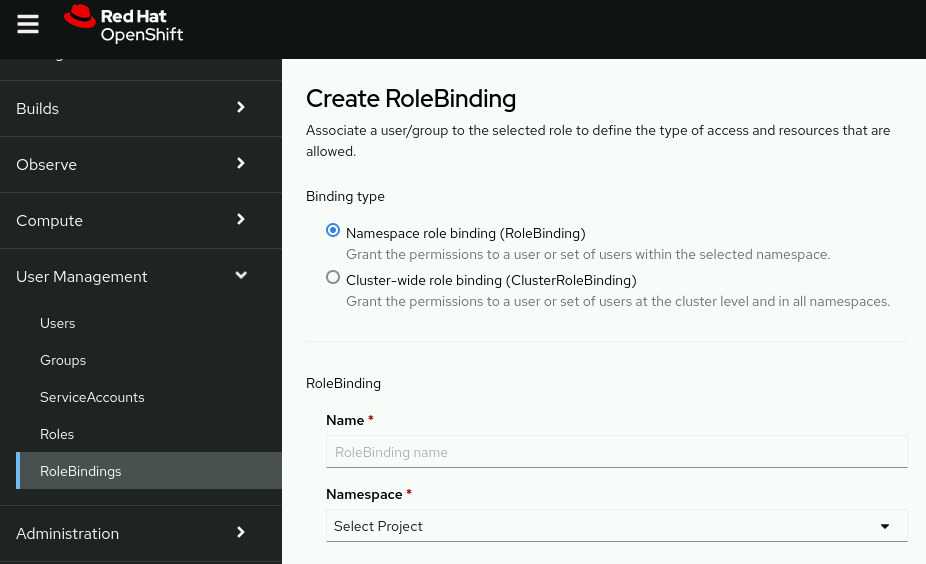 Red Hat
OpenShift
Builds
Observe
Compute
User Management
Users
Groups
ServiceAccounts
Roles
RoleBindings
Administration
Create RoleBinding
Associate a user/group to the selected role to define the type of access and resources that are
allowed.
Binding type
Namespace role binding (RoleBinding)
Grant the permissions to a user or set of users within the selected namespace.
Cluster-wide role binding (ClusterRoleBinding)
Grant the permissions to a user or set of users at the cluster level and in all namespaces.
RoleBinding
Name *
RoleBinding name
Namespace *
Select Project